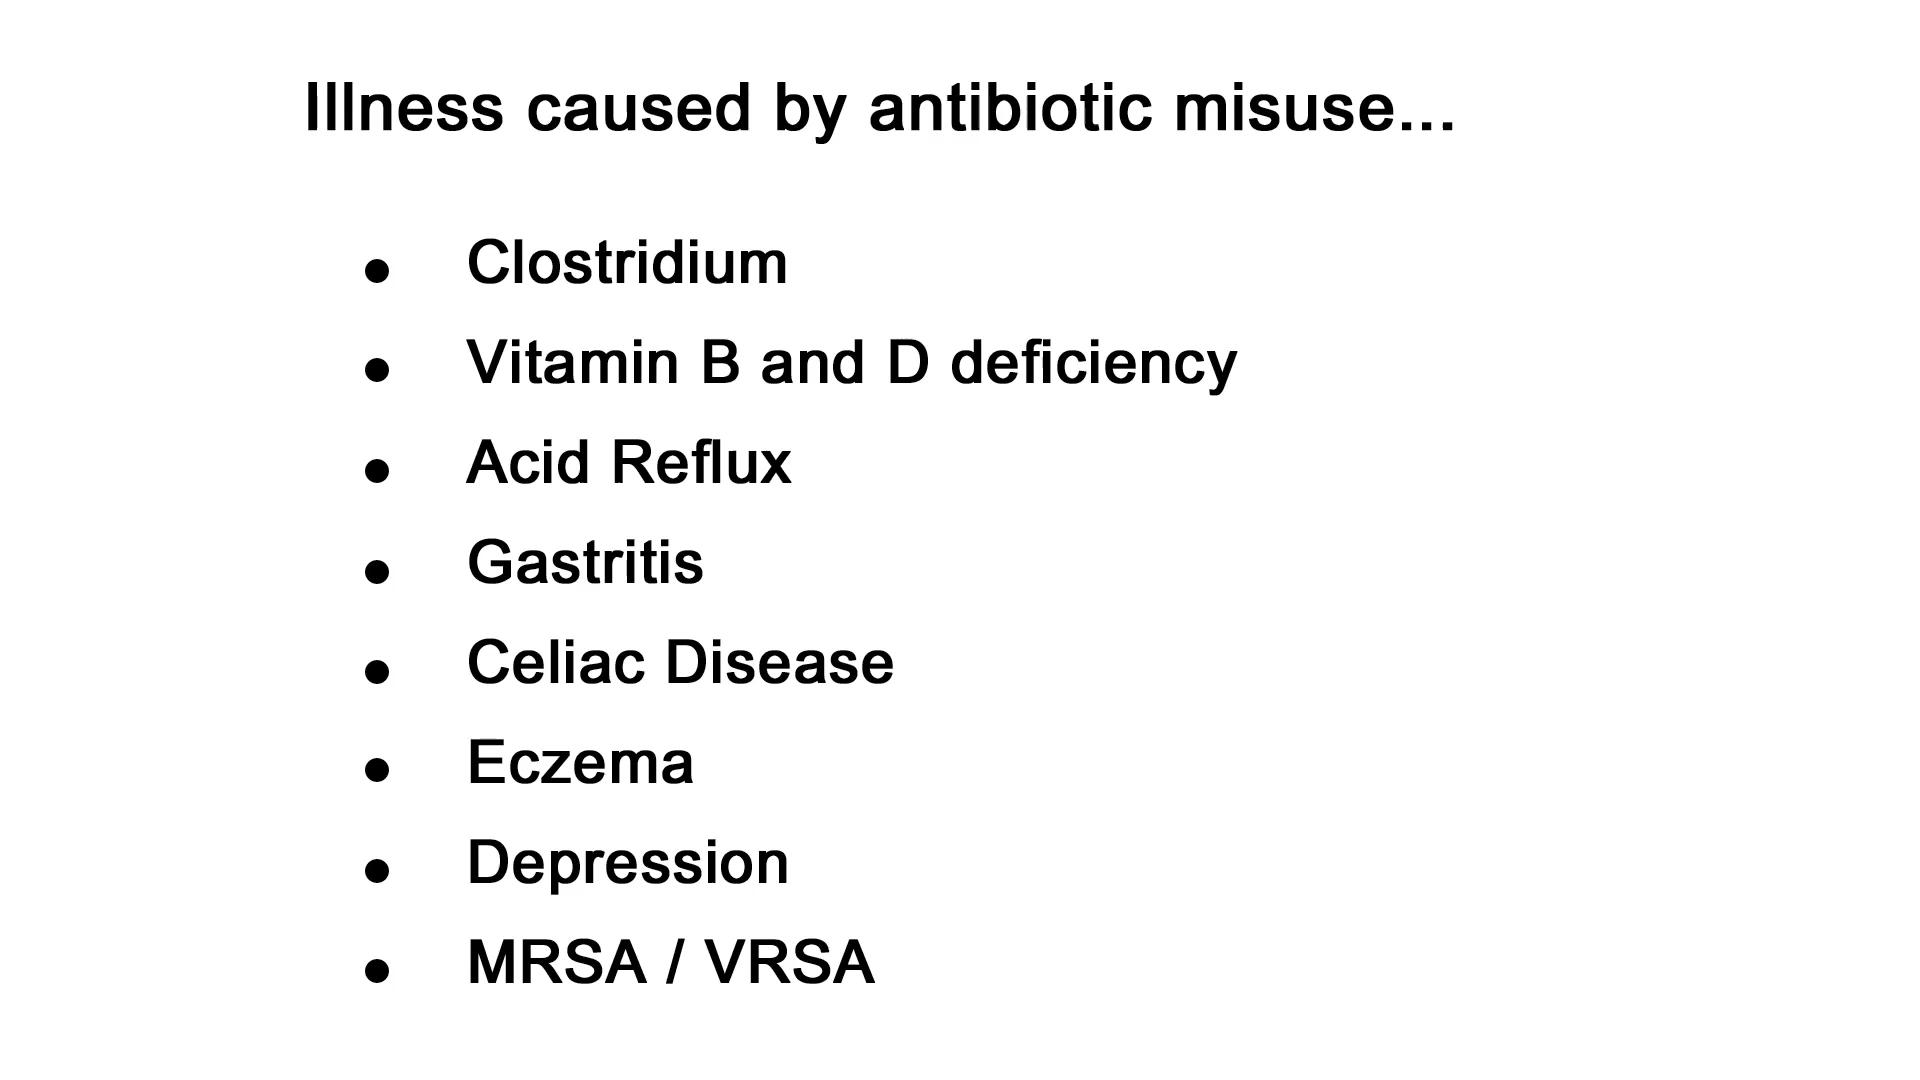 Illness caused by antibiotic misuse...
● Clostridium
● Vitamin B and D deficiency
● Acid Reflux
● Gastritis
● Celiac Disease
● Eczema
● Depression
● MRSA / VRSA